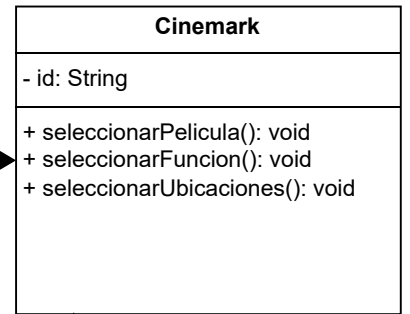 Cinemark
- id: String
+ seleccionarPelicula(): void
+ seleccionarFuncion(): void
+ seleccionarUbicaciones(): void